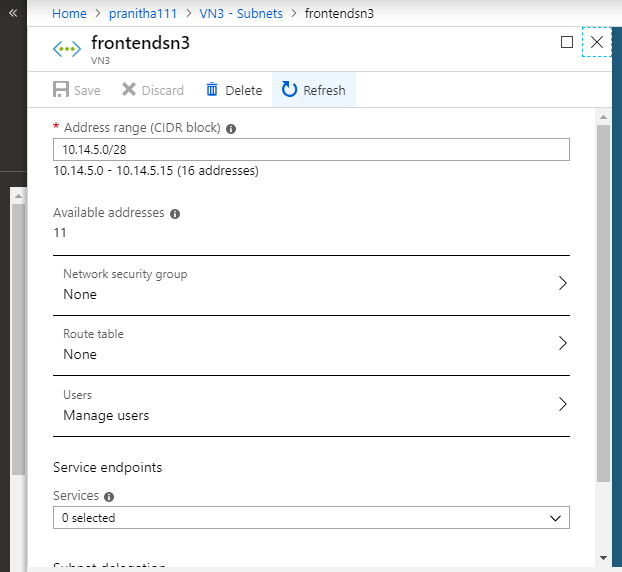 «
Home > pranitha111 > VN3 - Subnets > frontendsn3
frontendsn3
VN3
Save Discard Delete Refresh
* Address range (CIDR block)
10.14.5.0/28
10.14.5.0 - 10.14.5.15 (16 addresses)
Available addresses
11
Network security group
None
Route table
None
Users
Manage users
Service endpoints
Services
0 selected
Subnet delegation